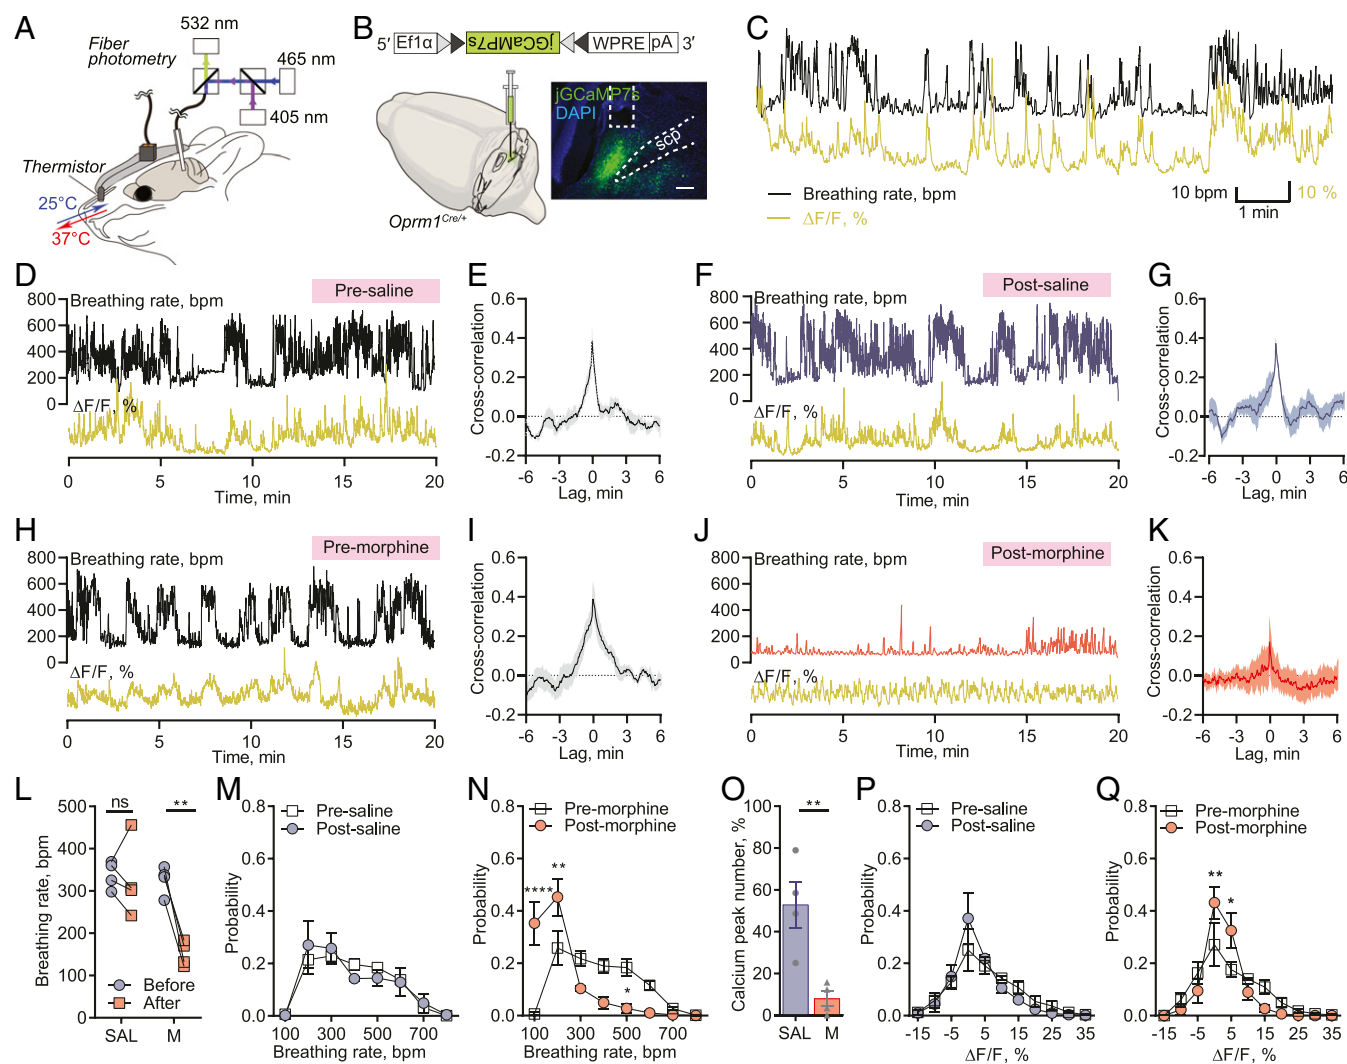 A
532 nm
Fiber
photometry
465 nm
405 nm
Thermistor
25°C
37°C
B
5′ Ef1α jGCaMP7s WPRE pA 3′
jGCaMP7s
DAPI
scp
Oprm1Cre/+
C
Breathing rate, bpm
ΔF/F, %
10 bpm
10 %
1 min
D
Pre-saline
Breathing rate, bpm
800
600
400
200
0
ΔF/F, %
0 5 10 15 20
Time, min
E
Cross-correlation
0.6
0.4
0.2
0.0
-0.2
-6 -3 0 3 6
Lag, min
F
Post-saline
Breathing rate, bpm
800
600
400
200
0
ΔF/F, %
0 5 10 15 20
Time, min
G
Cross-correlation
0.6
0.4
0.2
0.0
-0.2
-6 -3 0 3 6
Lag, min
H
Pre-morphine
Breathing rate, bpm
800
600
400
200
0
ΔF/F, %
0 5 10 15 20
Time, min
I
Cross-correlation
0.6
0.4
0.2
0.0
-0.2
-6 -3 0 3 6
Lag, min
J
Post-morphine
Breathing rate, bpm
800
600
400
200
0
ΔF/F, %
0 5 10 15 20
Time, min
K
Cross-correlation
0.6
0.4
0.2
0.0
-0.2
-6 -3 0 3 6
Lag, min
L
Breathing rate, bpm
500
400
300
200
100
0
ns
**
Before
After
SAL M
M
Probability
0.8
0.6
0.4
0.2
0.0
Pre-saline
Post-saline
100 300 500 700
Breathing rate, bpm
N
Probability
0.8
0.6
0.4
0.2
0.0
Pre-morphine
Post-morphine
****
**
*
100 300 500 700
Breathing rate, bpm
O
Calcium peak number, %
100
80
60
40
20
0
**
SAL M
P
Probability
0.8
0.6
0.4
0.2
0.0
Pre-saline
Post-saline
-15 -5 5 15 25 35
ΔF/F, %
Q
Probability
0.8
0.6
0.4
0.2
0.0
Pre-morphine
Post-morphine
**
*
-15 -5 5 15 25 35
ΔF/F, %